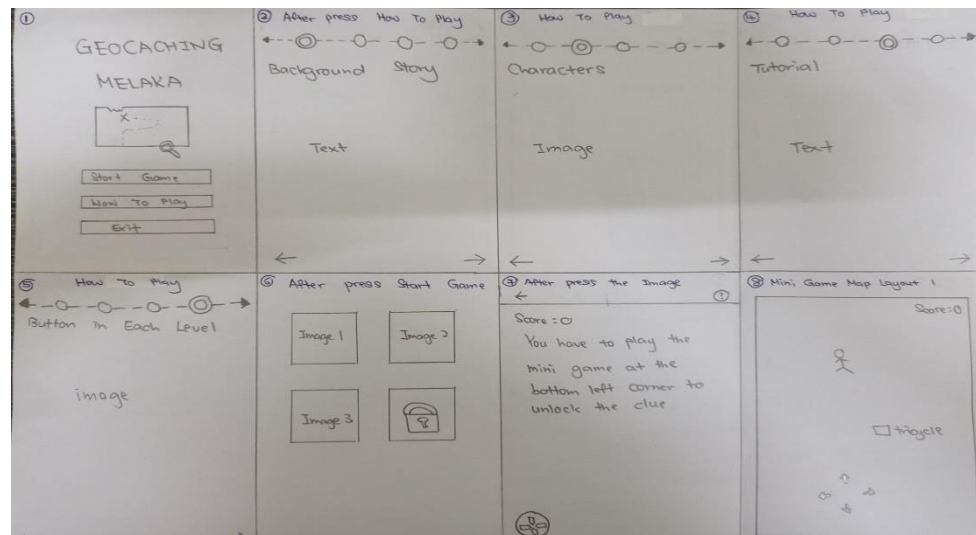 ① 
GEOCACHING
MELAKA
X
Start Game
How To Play
Exit
② After press How To Play
Background Story
Text
③ How To Play
Characters
Image
④ How To Play
Tutorial
Text
⑤ How To Play
Button in Each Level
image
⑥ After press Start Game
Image 1
Image 2
Image 3
⑦ After press the Image
?
Score = 0
You have to play the
mini game at the
bottom left corner to
unlock the clue
⑧ Mini Game Map Layout 1
Score: 0
tricycle